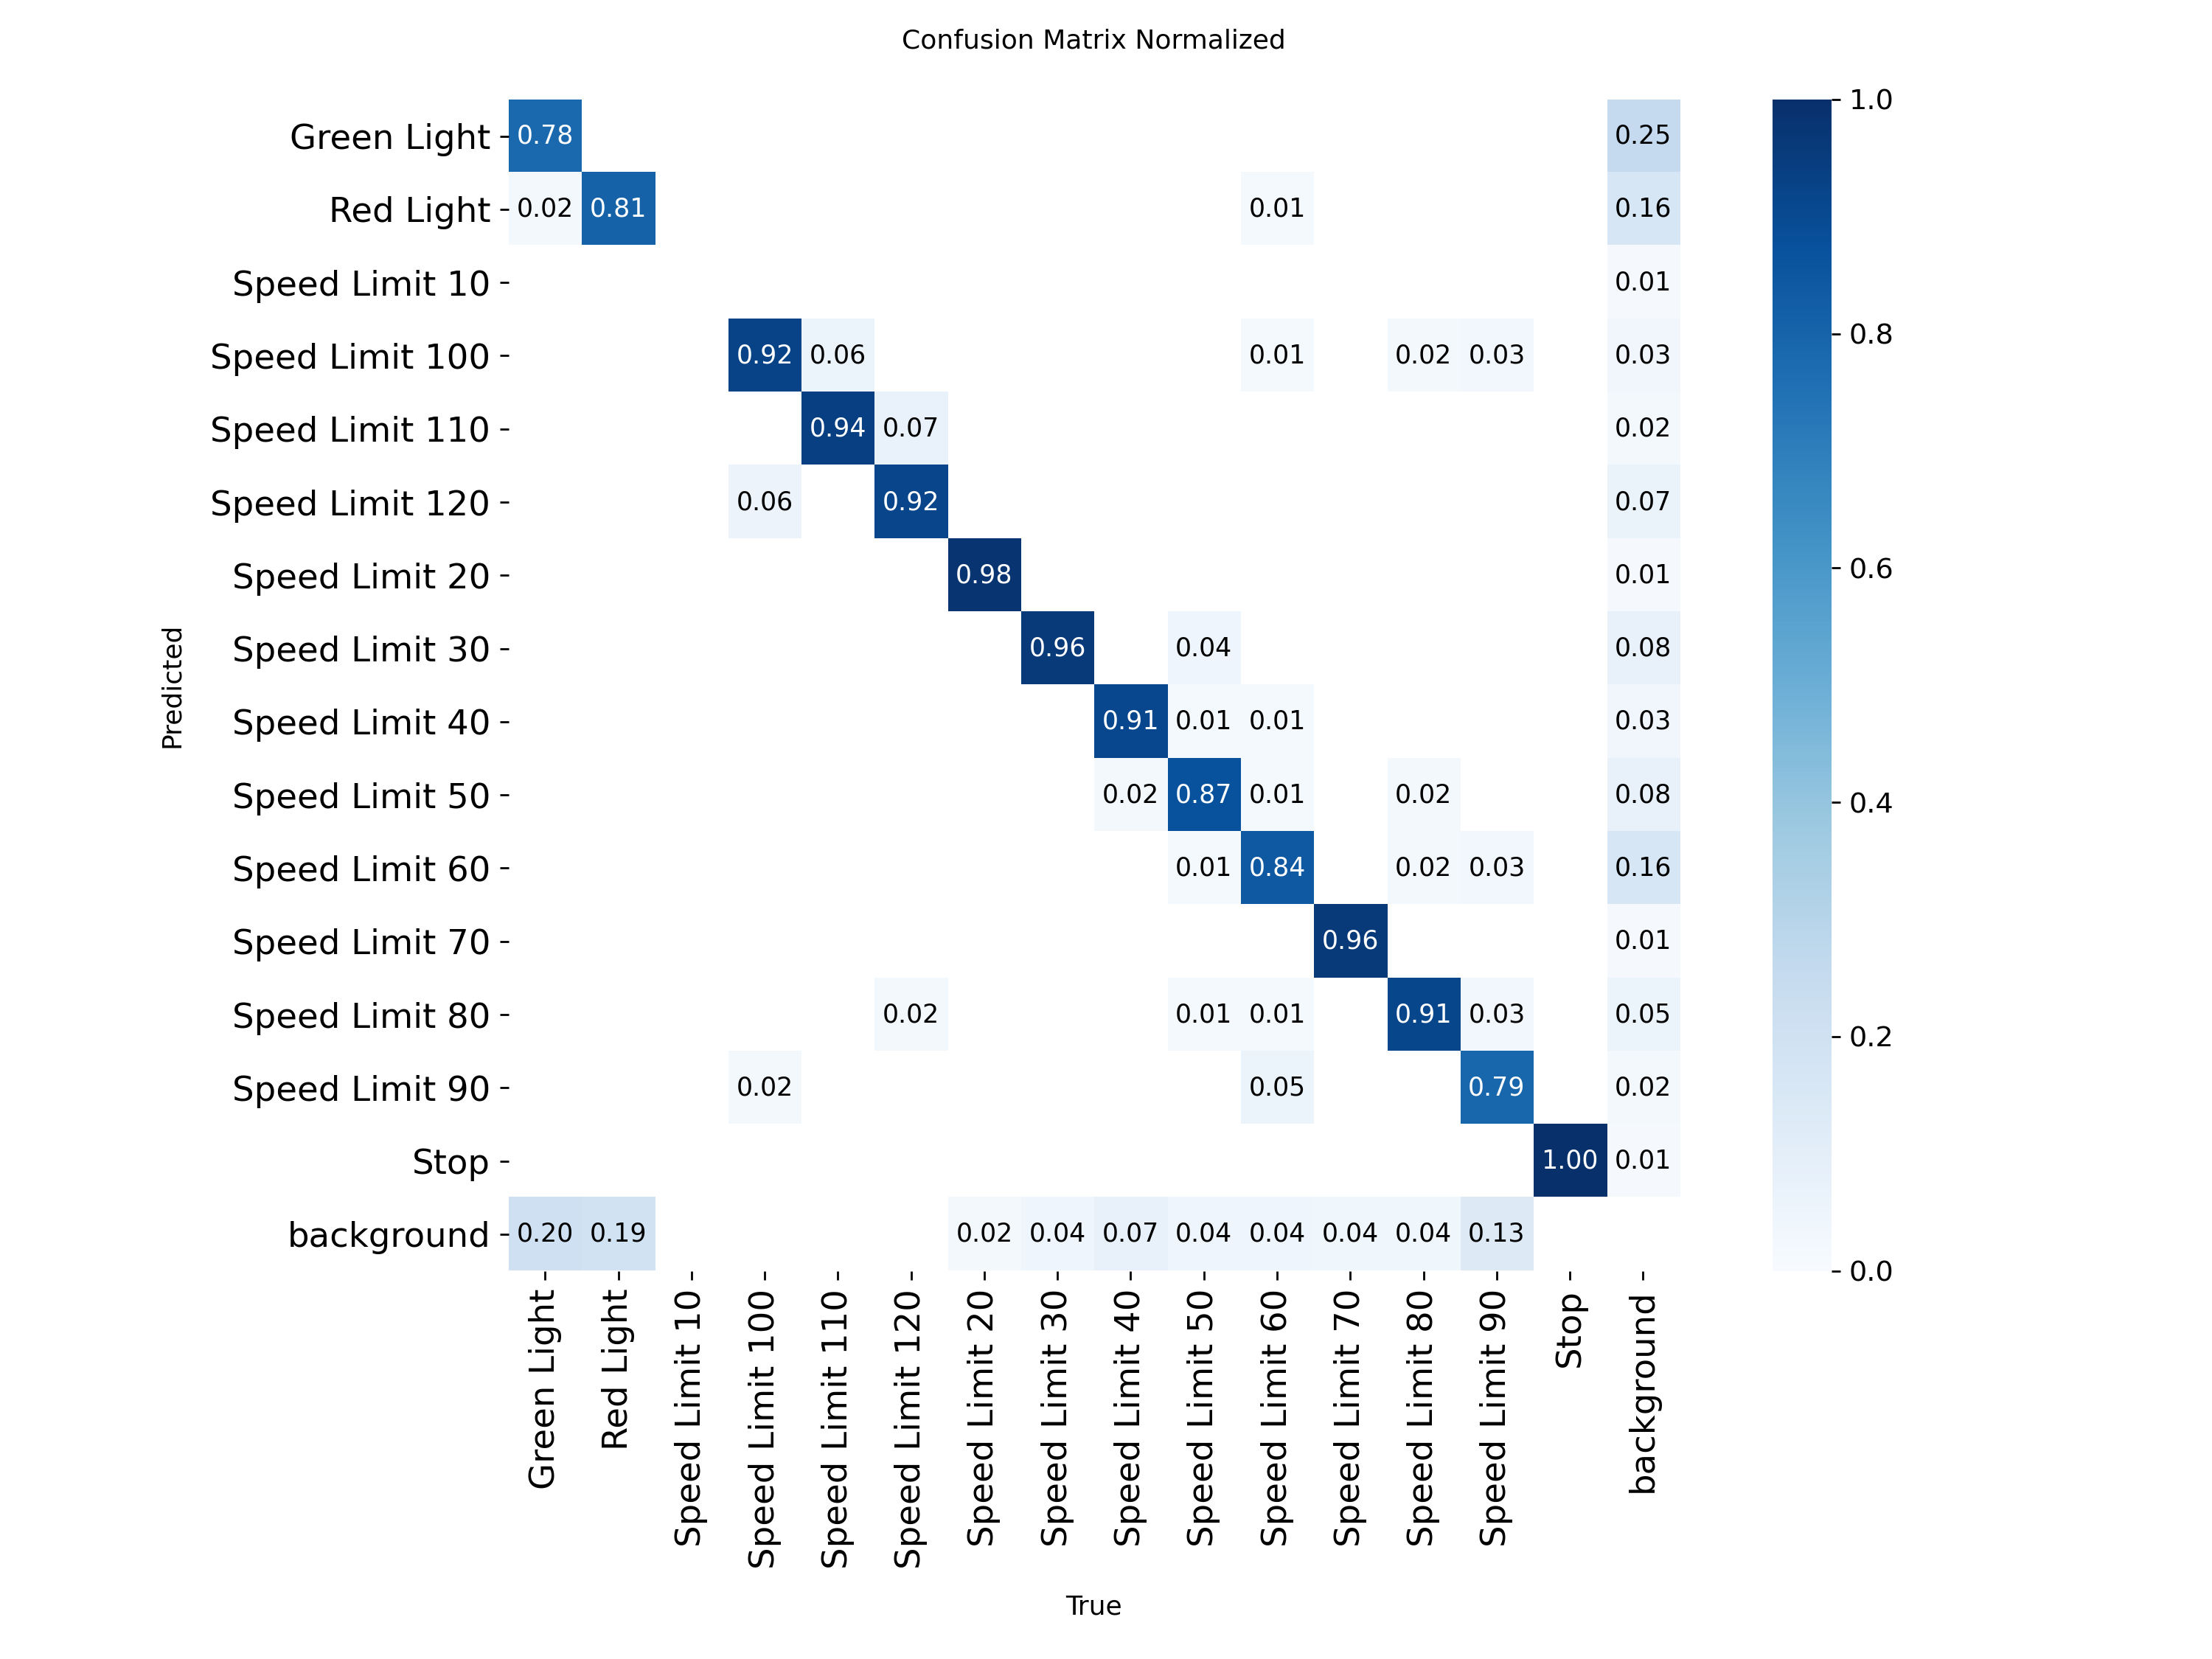 Confusion Matrix Normalized
Green Light 0.78 0.25 1.0
Red Light 0.02 0.81 0.01 0.16
Speed Limit 10 0.01
Speed Limit 100 0.92 0.06 0.01 0.02 0.03 0.03 0.8
Speed Limit 110 0.94 0.07 0.02
Speed Limit 120 0.06 0.92 0.07
Speed Limit 20 0.98 0.01 0.6
Speed Limit 30 0.96 0.04 0.08
Predicted
Speed Limit 40 0.91 0.01 0.01 0.03
Speed Limit 50 0.02 0.87 0.01 0.02 0.08 0.4
Speed Limit 60 0.01 0.84 0.02 0.03 0.16
Speed Limit 70 0.96 0.01
Speed Limit 80 0.02 0.01 0.01 0.91 0.03 0.05 0.2
Speed Limit 90 0.02 0.05 0.79 0.02
Stop 1.00 0.01
background 0.20 0.19 0.02 0.04 0.07 0.04 0.04 0.04 0.04 0.13 0.0
Green Light
Red Light
Speed Limit 10
Speed Limit 100
Speed Limit 110
Speed Limit 120
Speed Limit 20
Speed Limit 30
Speed Limit 40
Speed Limit 50
Speed Limit 60
Speed Limit 70
Speed Limit 80
Speed Limit 90
Stop
background
True